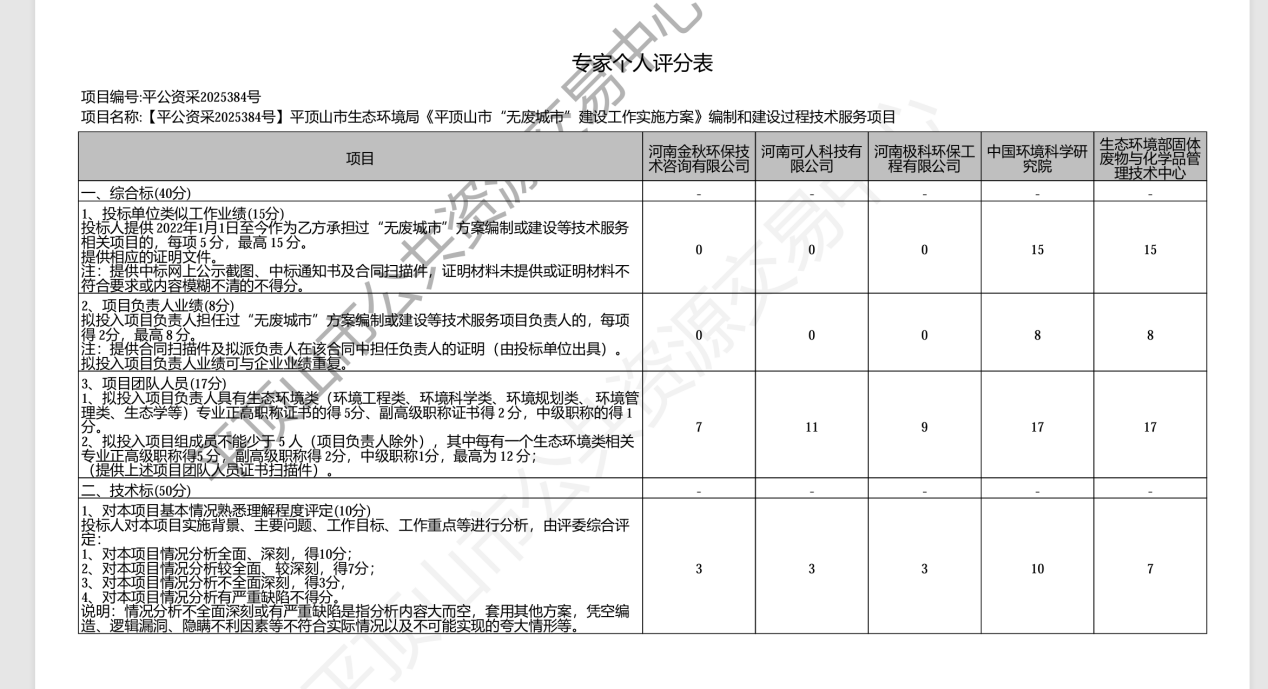 专家个人评分表
项目编号:平公资采2025384号
项目名称:【平公资采2025384号】平顶山市生态环境局《平顶山市“无废城市”建设工作实施方案》编制和建设过程技术服务项目
项目
河南金秋环保技
术咨询有限公司
河南可人科技有
限公司
河南极科环保工
程有限公司
中国环境科学研
究院
生态环境部固体
废物与化学品管
理技术中心
一、综合标(40分)
-
-
-
-
-
1、投标单位类似工作业绩(15分)
投标人提供 2022年1月1日至今作为乙方承担过“无废城市”方案编制或建设等技术服务
相关项目的，每项 5 分，最高 15 分。
提供相应的证明文件。
注：提供中标网上公示截图、中标通知书及合同扫描件，证明材料未提供或证明材料不
符合要求或内容模糊不清的不得分。
0
0
0
15
15
2、项目负责人业绩(8分)
拟投入项目负责人担任过“无废城市”方案编制或建设等技术服务项目负责人的，每项
得 2分，最高 8 分。
注：提供合同扫描件及拟派负责人在该合同中担任负责人的证明（由投标单位出具）。
拟投入项目负责人业绩可与企业业绩重复。
0
0
0
8
8
3、项目团队人员(17分)
1、拟投入项目负责人具有生态环境类（环境工程类、环境科学类、环境规划类、 环境管
理类、生态学等）专业正高职称证书的得 5分、副高级职称证书得 2 分，中级职称的得 1
分。
2、拟投入项目组成员不能少于 5 人（项目负责人除外），其中每有一个生态环境类相关
专业正高级职称得5 分，副高级职称得 2分，中级职称1分，最高为 12 分；
（提供上述项目团队人员证书扫描件）。
7
11
9
17
17
二、技术标(50分)
-
-
-
-
-
1、对本项目基本情况熟悉理解程度评定(10分)
投标人对本项目实施背景、主要问题、工作目标、工作重点等进行分析，由评委综合评
定：
1、对本项目情况分析全面、深刻，得10分；
2、对本项目情况分析较全面、较深刻，得7分；
3、对本项目情况分析不全面深刻，得3分，
4、对本项目情况分析有严重缺陷不得分。
说明：情况分析不全面深刻或有严重缺陷是指分析内容大而空，套用其他方案，凭空编
造、逻辑漏洞、隐瞒不利因素等不符合实际情况以及不可能实现的夸大情形等。
3
3
3
10
7
平顶山市公共资源交易中心
平顶山市公共资源交易中心